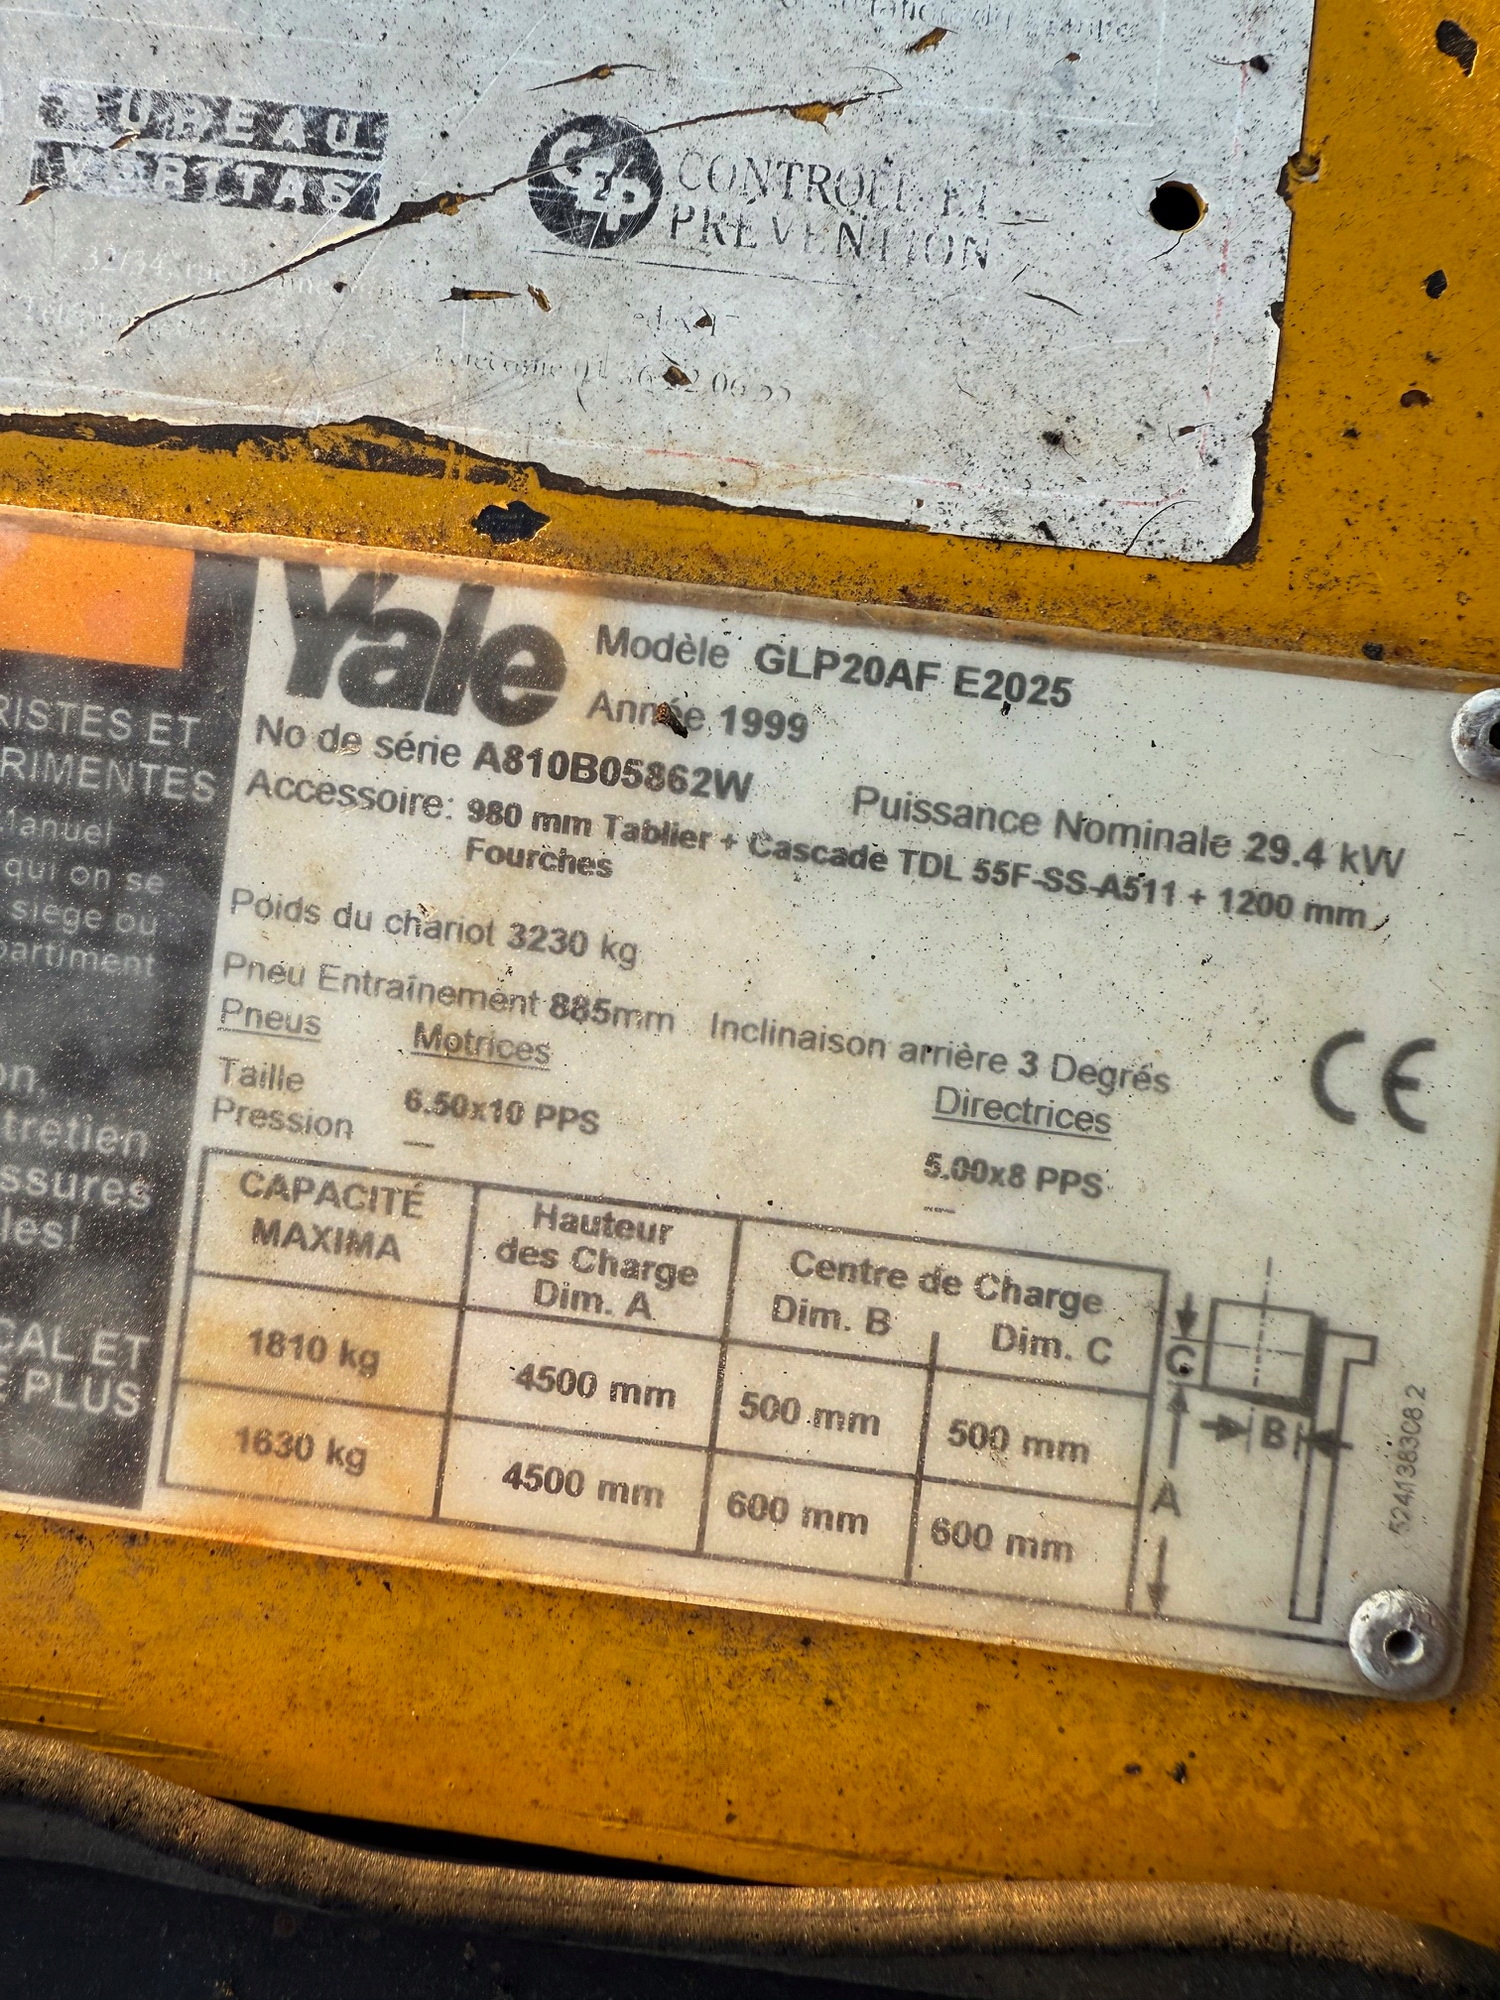 BUREAU
VERITAS
CEP
CONTROLE ET
PREVENTION
Yale
Modèle GLP20AF E2025
Année 1999
No de série A810B05862W
Puissance Nominale 29.4 kW
Accessoire: 980 mm Tablier + Cascade TDL 55F-SS-A511 + 1200 mm
Fourches
Poids du chariot 3230 kg
Pneu Entraînement 885mm Inclinaison arrière 3 Degrés
Pneus Motrices Directrices
Taille 6.50x10 PPS 5.00x8 PPS
Pression — —
CAPACITÉ
MAXIMA
Hauteur
des Charge
Dim. A
Centre de Charge
Dim. B Dim. C
1810 kg 4500 mm 500 mm 500 mm
1630 kg 4500 mm 600 mm 600 mm
C
B
A
CE
RISTES ET
RIMENTES
qui on se
siege ou
on,
ssures
les!
CAL ET
PLUS